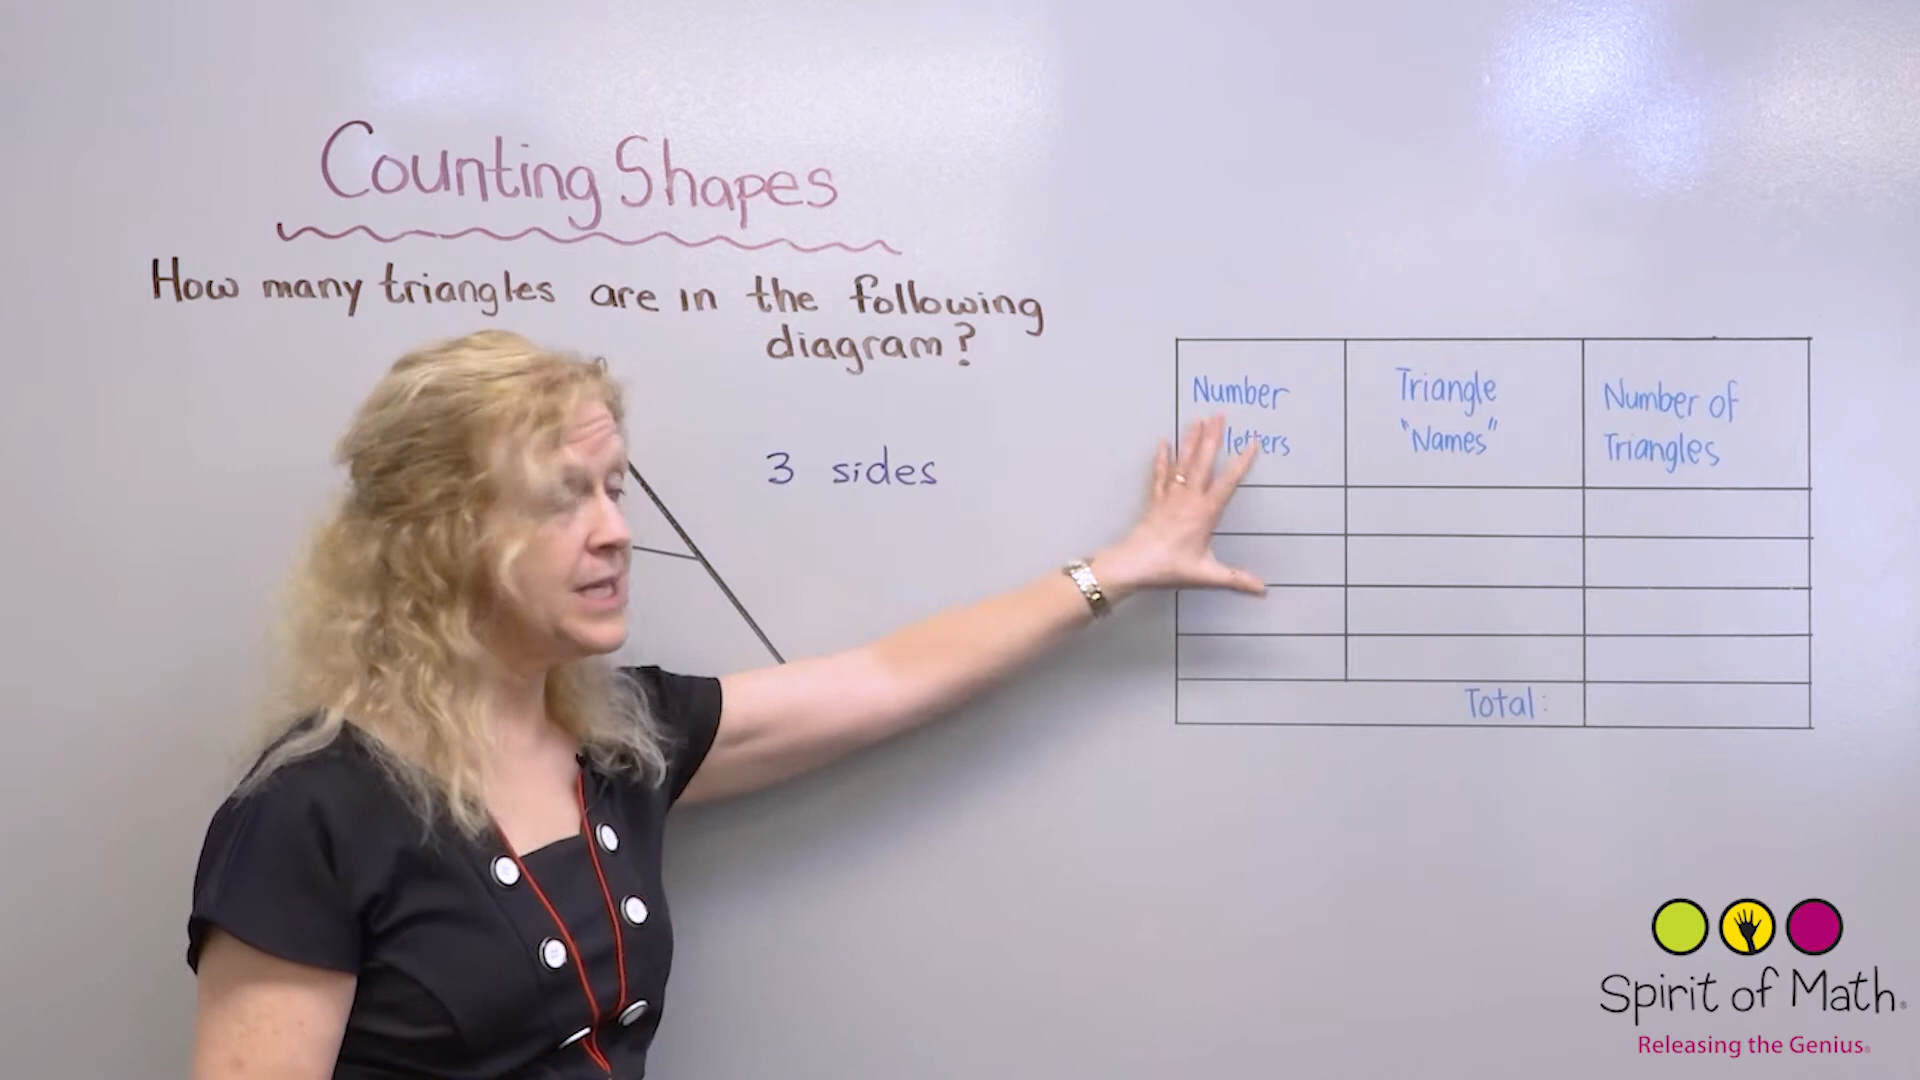 Counting Shapes
How many triangles are in the following
diagram?
3 sides
Number
letters
Triangle
"Names"
Number of
Triangles
Total:
Spirit of Math®
Releasing the Genius®